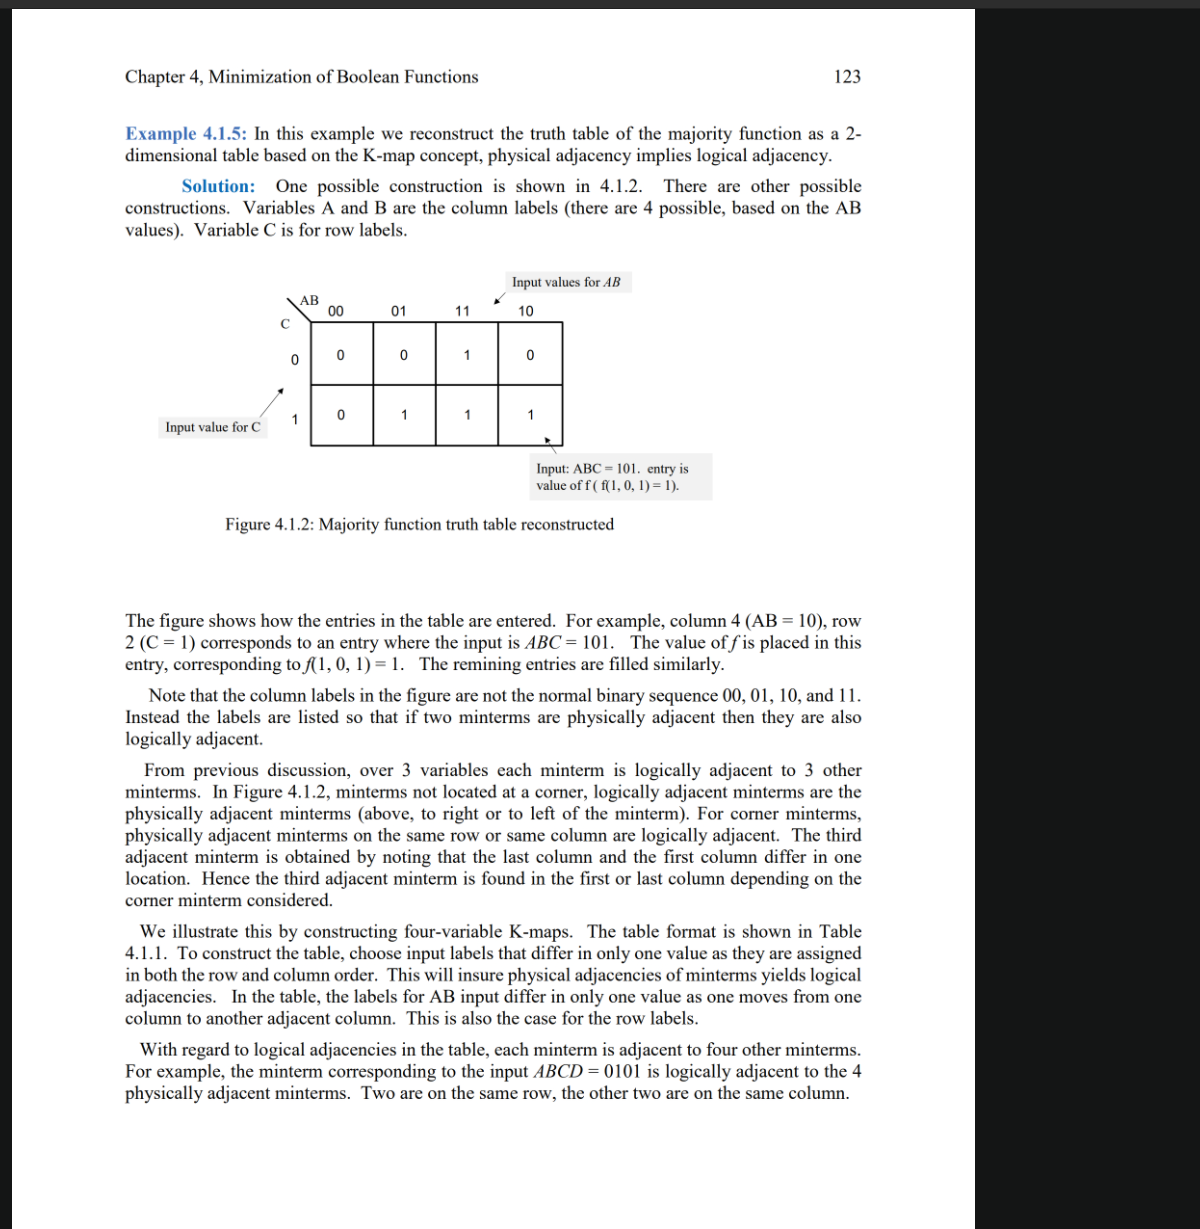 Chapter 4, Minimization of Boolean Functions 123
Example 4.1.5: In this example we reconstruct the truth table of the majority function as a 2-
dimensional table based on the K-map concept, physical adjacency implies logical adjacency.
Solution: One possible construction is shown in 4.1.2. There are other possible
constructions. Variables A and B are the column labels (there are 4 possible, based on the AB
values). Variable C is for row labels.
Input values for AB
AB
00 01 11 10
C
0 0 0 1 0
1 0 1 1 1
Input value for C
Input: ABC = 101. entry is
value of f ( f(1, 0, 1) = 1).
Figure 4.1.2: Majority function truth table reconstructed
The figure shows how the entries in the table are entered. For example, column 4 (AB = 10), row
2 (C = 1) corresponds to an entry where the input is ABC = 101. The value of f is placed in this
entry, corresponding to f(1, 0, 1) = 1. The remining entries are filled similarly.
Note that the column labels in the figure are not the normal binary sequence 00, 01, 10, and 11.
Instead the labels are listed so that if two minterms are physically adjacent then they are also
logically adjacent.
From previous discussion, over 3 variables each minterm is logically adjacent to 3 other
minterms. In Figure 4.1.2, minterms not located at a corner, logically adjacent minterms are the
physically adjacent minterms (above, to right or to left of the minterm). For corner minterms,
physically adjacent minterms on the same row or same column are logically adjacent. The third
adjacent minterm is obtained by noting that the last column and the first column differ in one
location. Hence the third adjacent minterm is found in the first or last column depending on the
corner minterm considered.
We illustrate this by constructing four-variable K-maps. The table format is shown in Table
4.1.1. To construct the table, choose input labels that differ in only one value as they are assigned
in both the row and column order. This will insure physical adjacencies of minterms yields logical
adjacencies. In the table, the labels for AB input differ in only one value as one moves from one
column to another adjacent column. This is also the case for the row labels.
With regard to logical adjacencies in the table, each minterm is adjacent to four other minterms.
For example, the minterm corresponding to the input ABCD = 0101 is logically adjacent to the 4
physically adjacent minterms. Two are on the same row, the other two are on the same column.